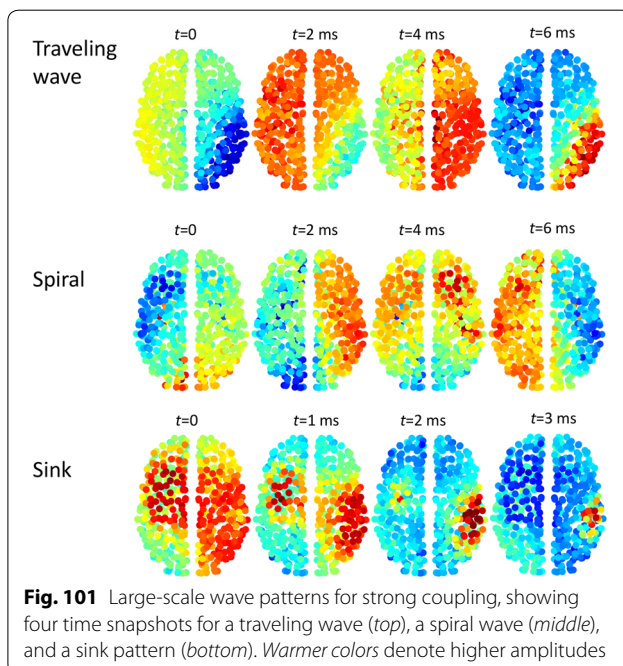 t=0 t=2 ms t=4 ms t=6 ms
Traveling
wave
t=0 t=2 ms t=4 ms t=6 ms
Spiral
t=0 t=1 ms t=2 ms t=3 ms
Sink
Fig. 101 Large-scale wave patterns for strong coupling, showing
four time snapshots for a traveling wave (top), a spiral wave (middle),
and a sink pattern (bottom). Warmer colors denote higher amplitudes